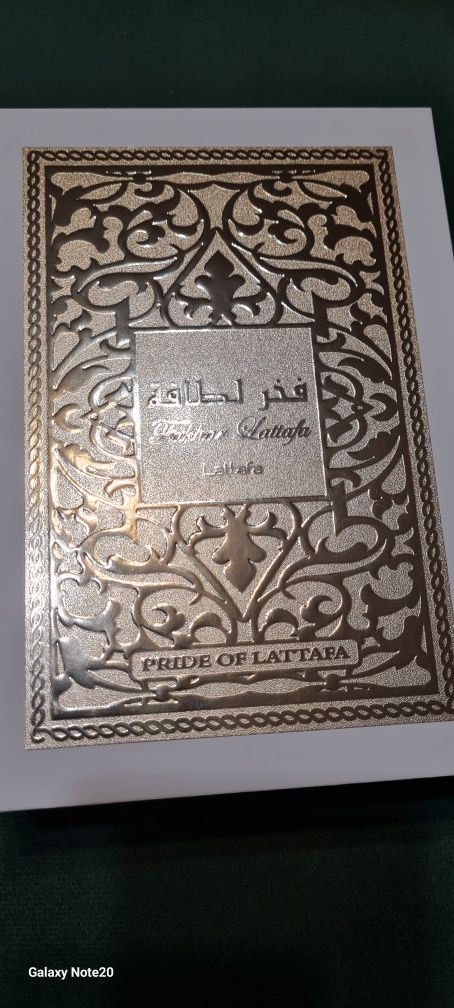 فخر لطافة
Fakhar Lattafa
Lattafa
PRIDE OF LATTAFA
Galaxy Note20